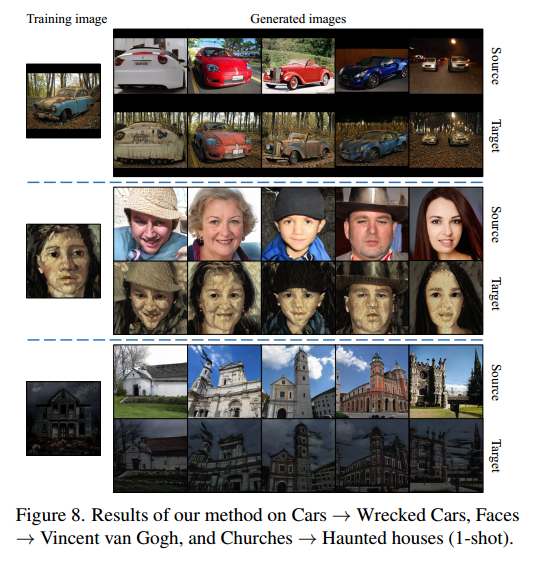 Training image
Generated images
Source
Target
Source
Target
Source
Target
Figure 8. Results of our method on Cars → Wrecked Cars, Faces
→ Vincent van Gogh, and Churches → Haunted houses (1-shot).